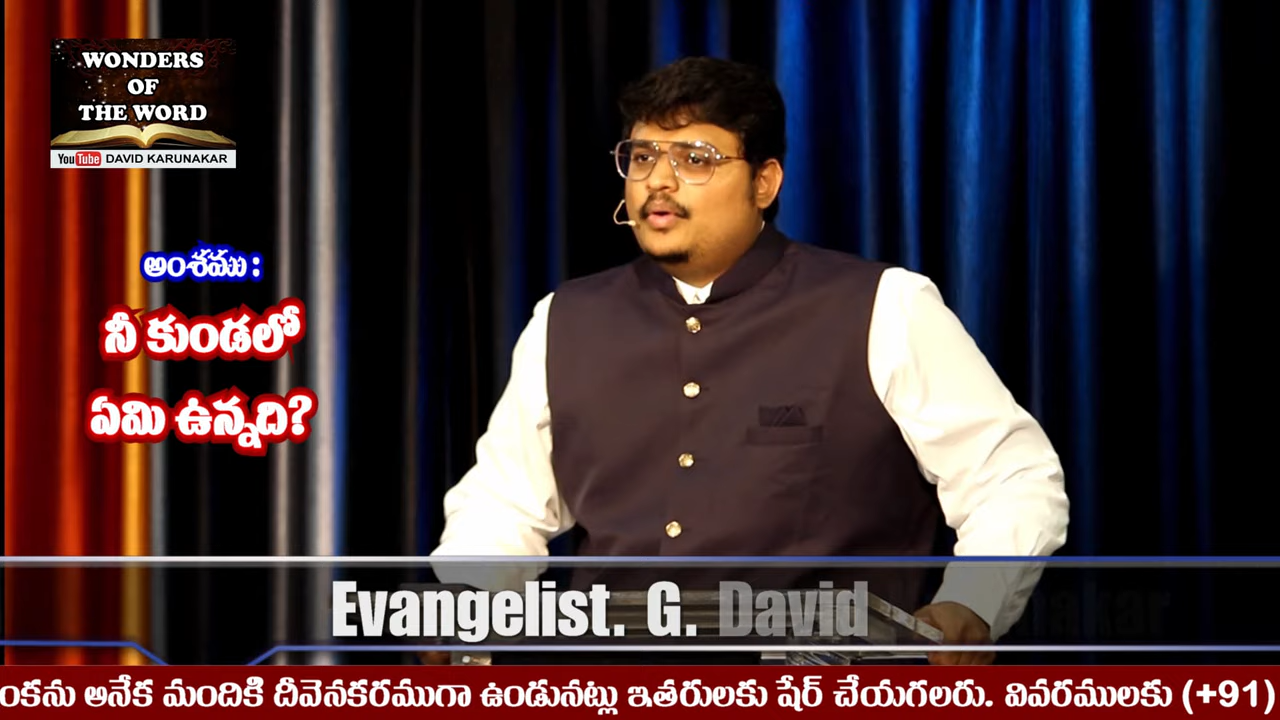 WONDERS
OF
THE WORD
YouTube DAVID KARUNAKAR
అంశము :
నీ కుండలో
ఏమి ఉన్నది?
Evangelist. G. David
ంకను అనేక మందికి దీవెనకరముగా ఉండునట్లు ఇతరులకు షేర్ చేయగలరు. వివరములకు (+91)